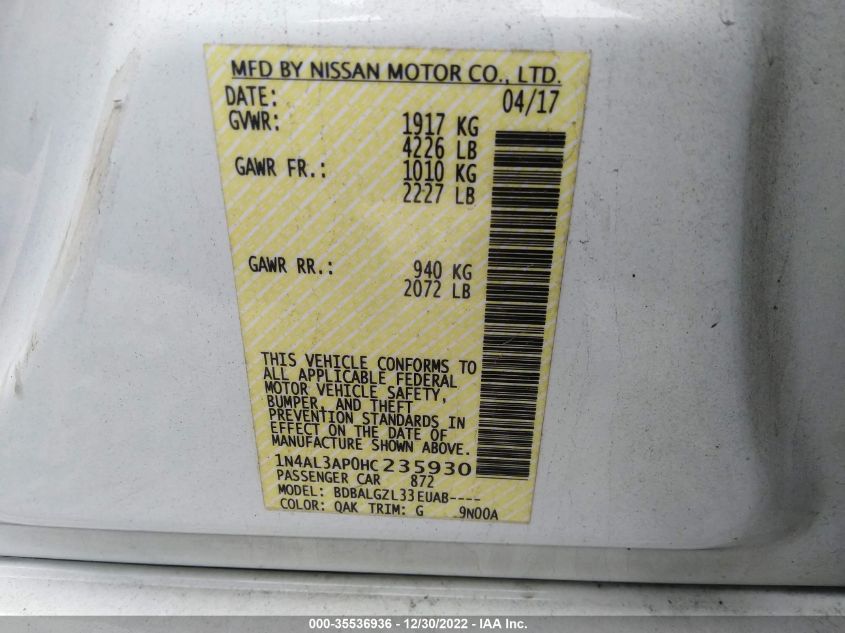 MFD BY NISSAN MOTOR CO., LTD.
DATE: 04/17
GVWR: 1917 KG
4226 LB
GAWR FR.: 1010 KG
2227 LB
GAWR RR.: 940 KG
2072 LB
THIS VEHICLE CONFORMS TO
ALL APPLICABLE FEDERAL
MOTOR VEHICLE SAFETY,
BUMPER, AND THEFT
PREVENTION STANDARDS IN
EFFECT ON THE DATE OF
MANUFACTURE SHOWN ABOVE.
1N4AL3AP0HC235930
PASSENGER CAR 872
MODEL: BDBALGZL33EUAB----
COLOR: QAK TRIM: G 9N00A
000-35536936 - 12/30/2022 - IAA Inc.